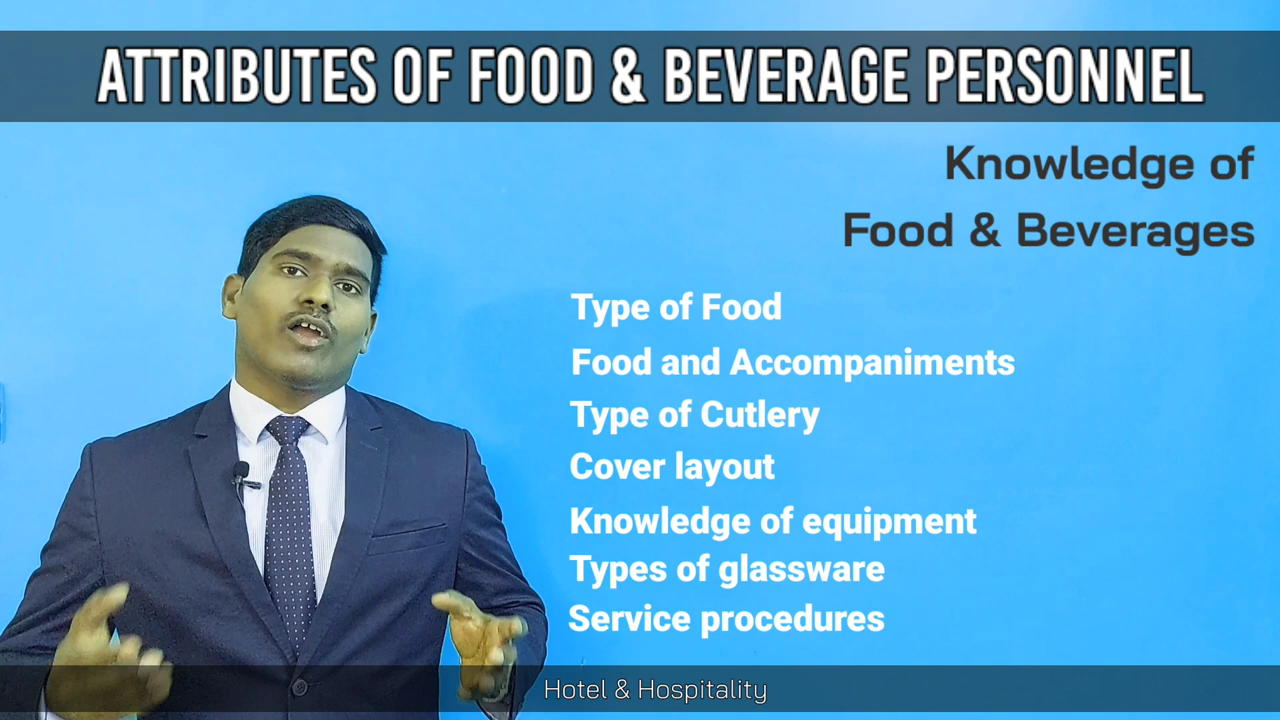 ATTRIBUTES OF FOOD & BEVERAGE PERSONNEL
Knowledge of
Food & Beverages
Type of Food
Food and Accompaniments
Type of Cutlery
Cover layout
Knowledge of equipment
Types of glassware
Service procedures
Hotel & Hospitality